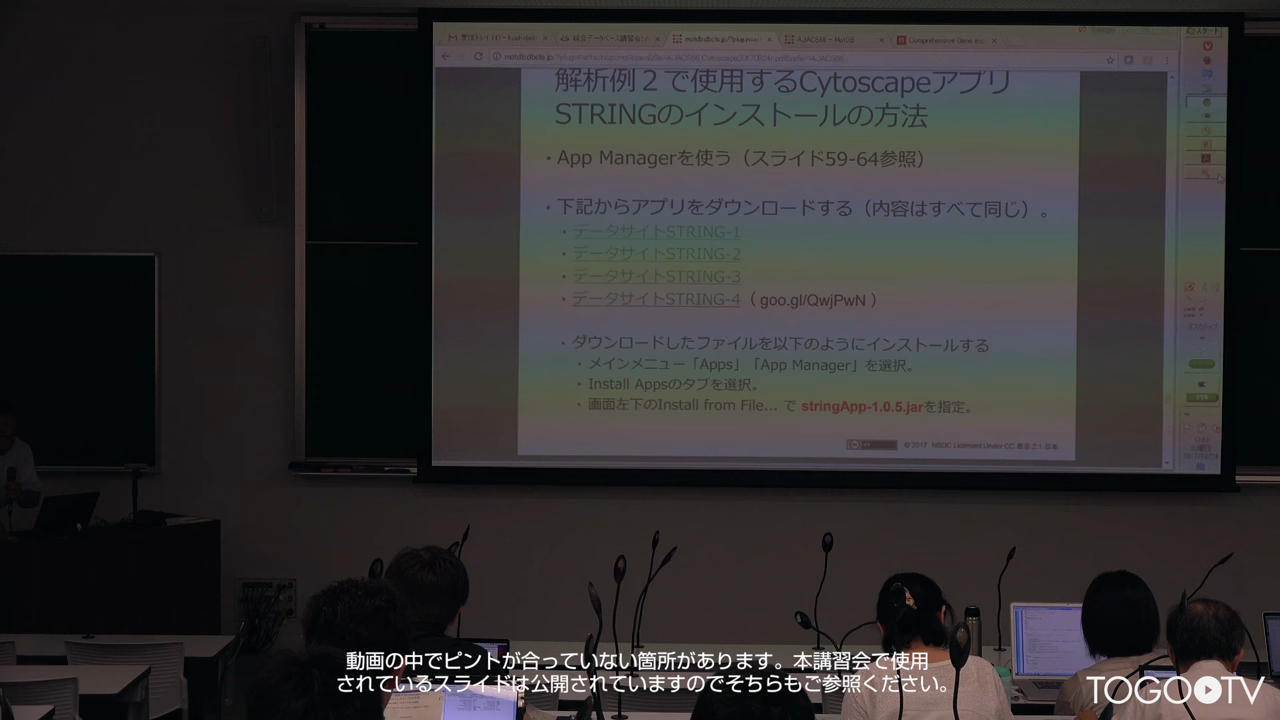 解析例２で使用するCytoscapeアプリ
STRINGのインストールの方法
・App Managerを使う（スライド59-64参照）
・下記からアプリをダウンロードする（内容はすべて同じ）。
・データサイトSTRING-1
・データサイトSTRING-2
・データサイトSTRING-3
・データサイトSTRING-4（ goo.gl/QwjPwN ）
・ダウンロードしたファイルを以下のようにインストールする
・メインメニュー「Apps」「App Manager」を選択。
・Install Appsのタブを選択。
・画面左下のInstall from File... で stringApp-1.0.5.jarを指定。
動画の中でピントが合っていない箇所があります。本講習会で使用
されているスライドは公開されていますのでそちらもご参照ください。
TOGO TV